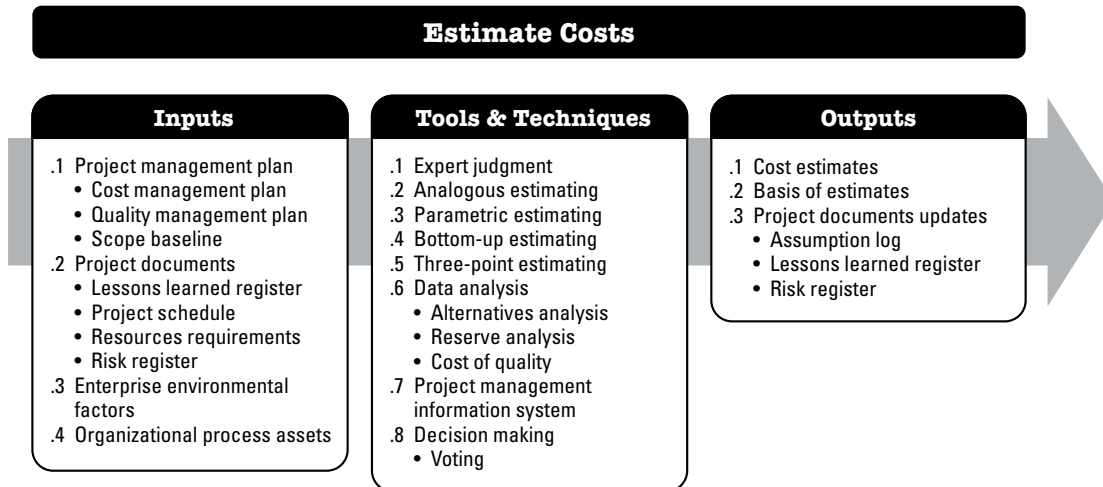 Estimate Costs
Inputs
.1 Project management plan
• Cost management plan
• Quality management plan
• Scope baseline
.2 Project documents
• Lessons learned register
• Project schedule
• Resources requirements
• Risk register
.3 Enterprise environmental
factors
.4 Organizational process assets
Tools & Techniques
.1 Expert judgment
.2 Analogous estimating
.3 Parametric estimating
.4 Bottom-up estimating
.5 Three-point estimating
.6 Data analysis
• Alternatives analysis
• Reserve analysis
• Cost of quality
.7 Project management
information system
.8 Decision making
• Voting
Outputs
.1 Cost estimates
.2 Basis of estimates
.3 Project documents updates
• Assumption log
• Lessons learned register
• Risk register